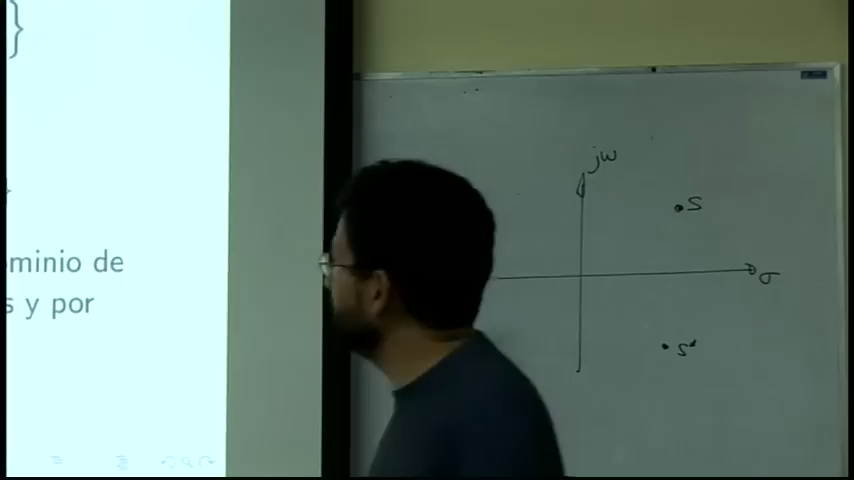 }
minio de
s y por
jω
s
σ
s*